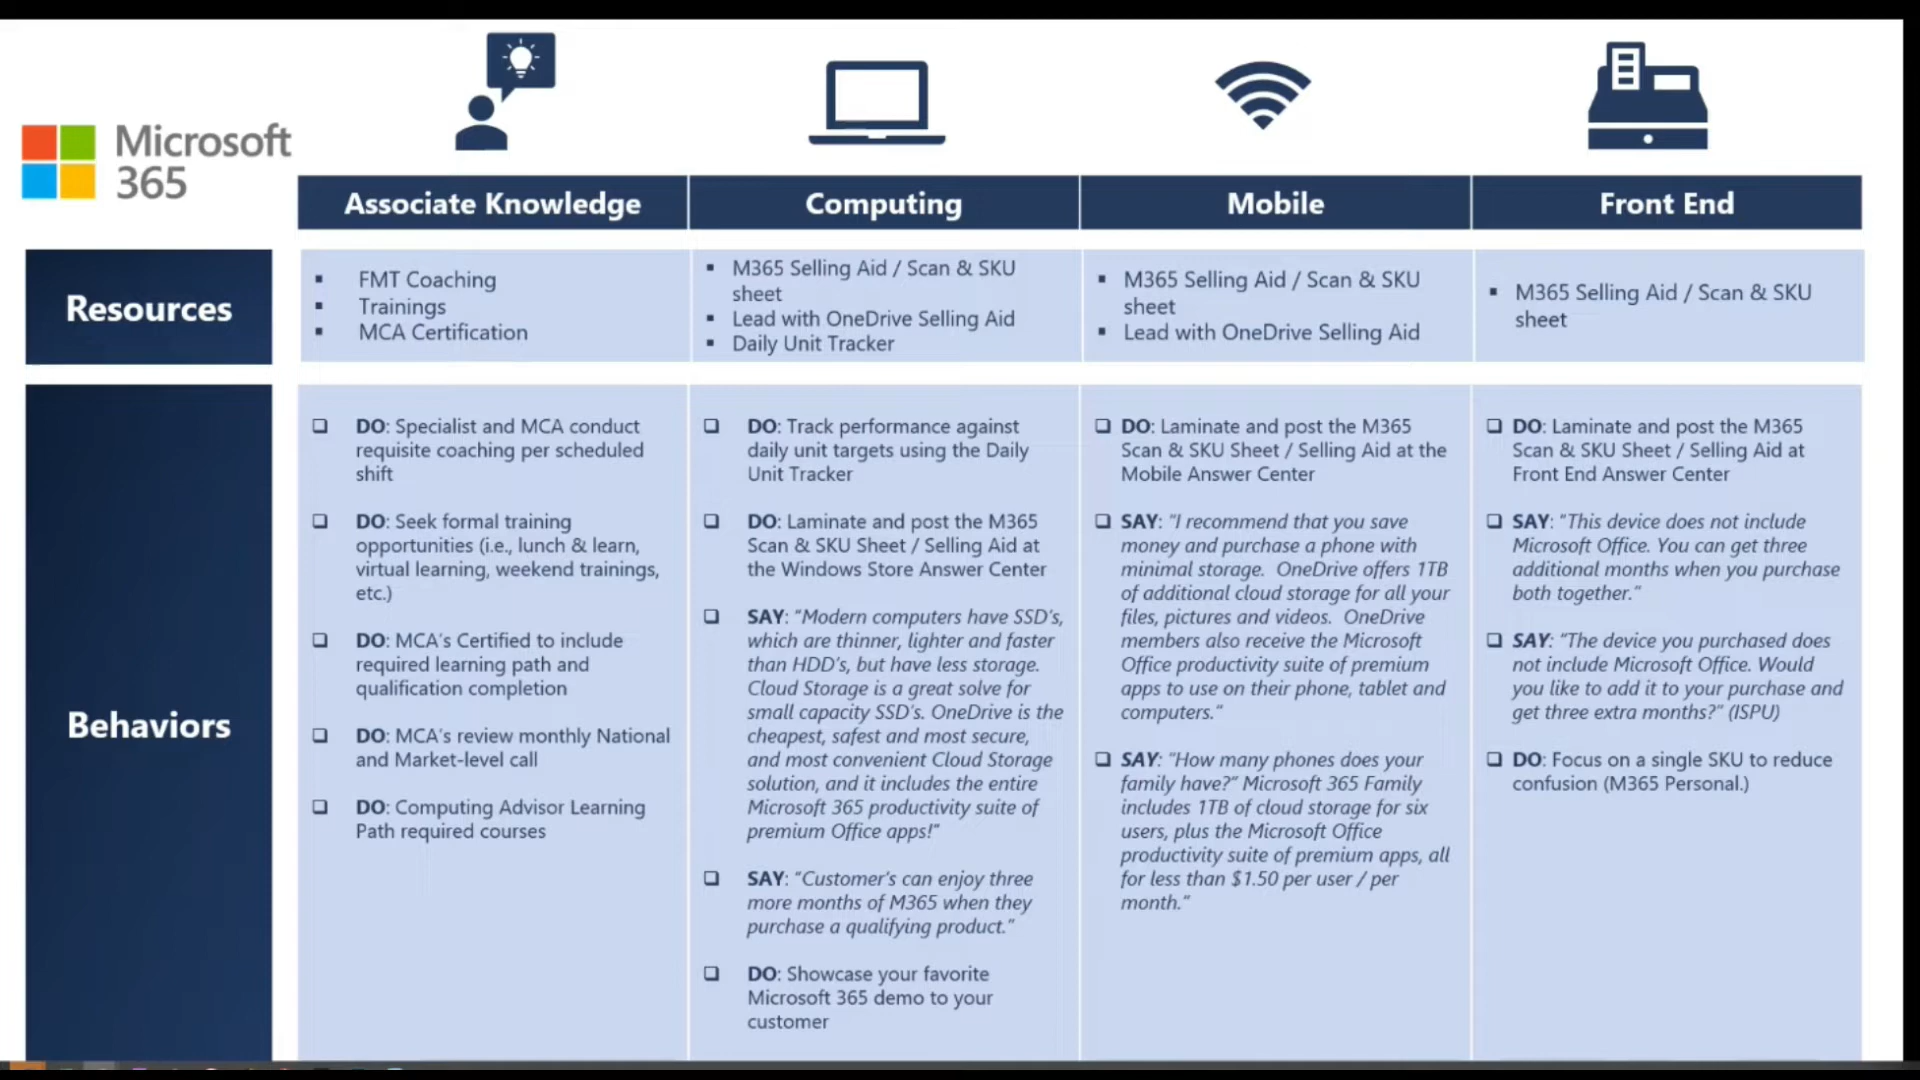 Microsoft
365
Associate Knowledge
Computing
Mobile
Front End
Resources
▪ FMT Coaching
▪ Trainings
▪ MCA Certification
▪ M365 Selling Aid / Scan & SKU
sheet
▪ Lead with OneDrive Selling Aid
▪ Daily Unit Tracker
▪ M365 Selling Aid / Scan & SKU
sheet
▪ Lead with OneDrive Selling Aid
▪ M365 Selling Aid / Scan & SKU
sheet
Behaviors
❑ DO: Specialist and MCA conduct
requisite coaching per scheduled
shift
❑ DO: Seek formal training
opportunities (i.e., lunch & learn,
virtual learning, weekend trainings,
etc.)
❑ DO: MCA's Certified to include
required learning path and
qualification completion
❑ DO: MCA's review monthly National
and Market-level call
❑ DO: Computing Advisor Learning
Path required courses
❑ DO: Track performance against
daily unit targets using the Daily
Unit Tracker
❑ DO: Laminate and post the M365
Scan & SKU Sheet / Selling Aid at
the Windows Store Answer Center
❑ SAY: "Modern computers have SSD's,
which are thinner, lighter and faster
than HDD's, but have less storage.
Cloud Storage is a great solve for
small capacity SSD's. OneDrive is the
cheapest, safest and most secure,
and most convenient Cloud Storage
solution, and it includes the entire
Microsoft 365 productivity suite of
premium Office apps!"
❑ SAY: "Customer's can enjoy three
more months of M365 when they
purchase a qualifying product."
❑ DO: Showcase your favorite
Microsoft 365 demo to your
customer
❑ DO: Laminate and post the M365
Scan & SKU Sheet / Selling Aid at the
Mobile Answer Center
❑ SAY: "I recommend that you save
money and purchase a phone with
minimal storage. OneDrive offers 1TB
of additional cloud storage for all your
files, pictures and videos. OneDrive
members also receive the Microsoft
Office productivity suite of premium
apps to use on their phone, tablet and
computers."
❑ SAY: "How many phones does your
family have?" Microsoft 365 Family
includes 1TB of cloud storage for six
users, plus the Microsoft Office
productivity suite of premium apps, all
for less than $1.50 per user / per
month."
❑ DO: Laminate and post the M365
Scan & SKU Sheet / Selling Aid at
Front End Answer Center
❑ SAY: "This device does not include
Microsoft Office. You can get three
additional months when you purchase
both together."
❑ SAY: "The device you purchased does
not include Microsoft Office. Would
you like to add it to your purchase and
get three extra months?" (ISPU)
❑ DO: Focus on a single SKU to reduce
confusion (M365 Personal.)